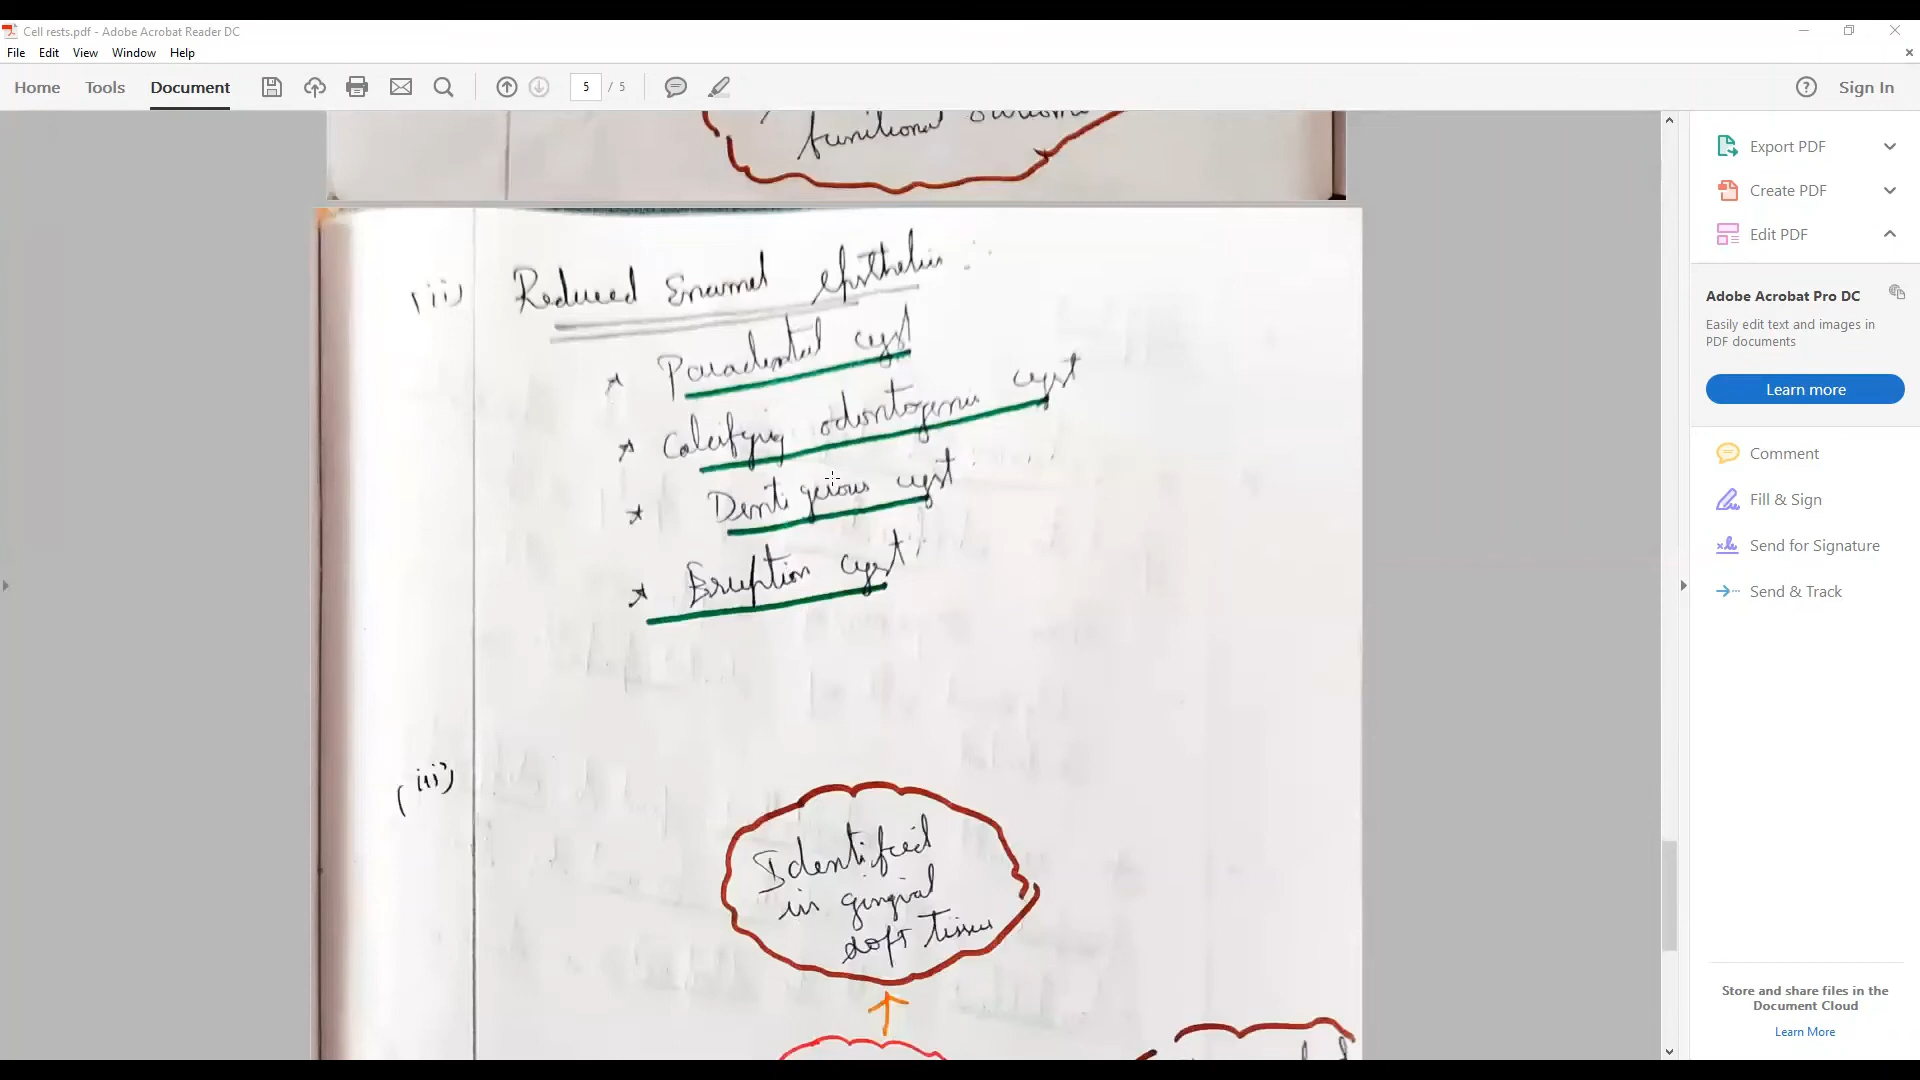 Cell rests.pdf - Adobe Acrobat Reader DC
File Edit View Window Help
Home Tools Document 5 / 5 Sign In
functional
(ii) Reduced Enamel epithelium :
* Paradental cyst
* Calcifying odontogenic cyst
* Denti gerous cyst
* Eruption cyst
(iii)
Identified
in gingival
soft tissue
Export PDF
Create PDF
Edit PDF
Adobe Acrobat Pro DC
Easily edit text and images in
PDF documents
Learn more
Comment
Fill & Sign
Send for Signature
Send & Track
Store and share files in the
Document Cloud
Learn More